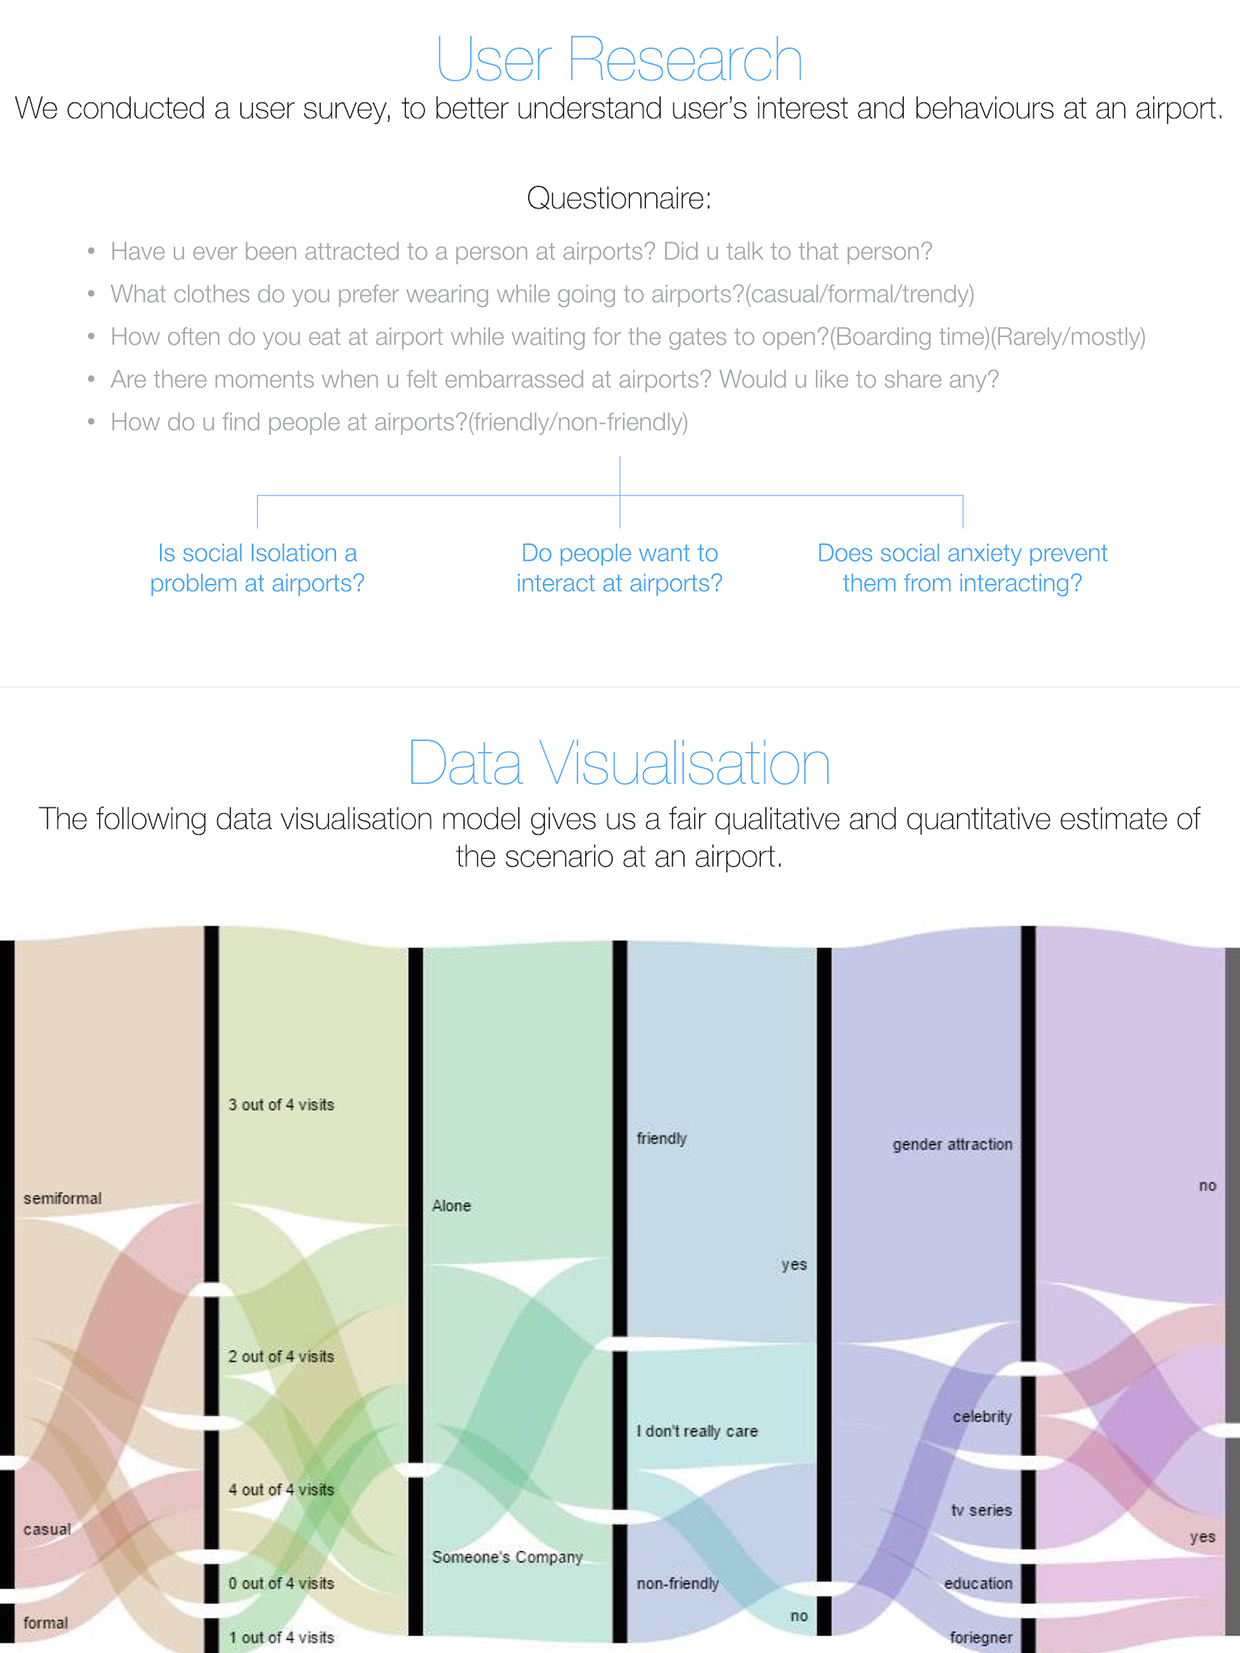 User Research
We conducted a user survey, to better understand user's interest and behaviours at an airport.
Questionnaire:
• Have u ever been attracted to a person at airports? Did u talk to that person?
• What clothes do you prefer wearing while going to airports?(casual/formal/trendy)
• How often do you eat at airport while waiting for the gates to open?(Boarding time)(Rarely/mostly)
• Are there moments when u felt embarrassed at airports? Would u like to share any?
• How do u find people at airports?(friendly/non-friendly)
Is social Isolation a
problem at airports?
Do people want to
interact at airports?
Does social anxiety prevent
them from interacting?
Data Visualisation
The following data visualisation model gives us a fair qualitative and quantitative estimate of
the scenario at an airport.
semiformal
casual
formal
3 out of 4 visits
2 out of 4 visits
4 out of 4 visits
0 out of 4 visits
1 out of 4 visits
Alone
Someone's Company
friendly
I don't really care
non-friendly
yes
no
gender attraction
celebrity
tv series
education
foriegner
no
yes